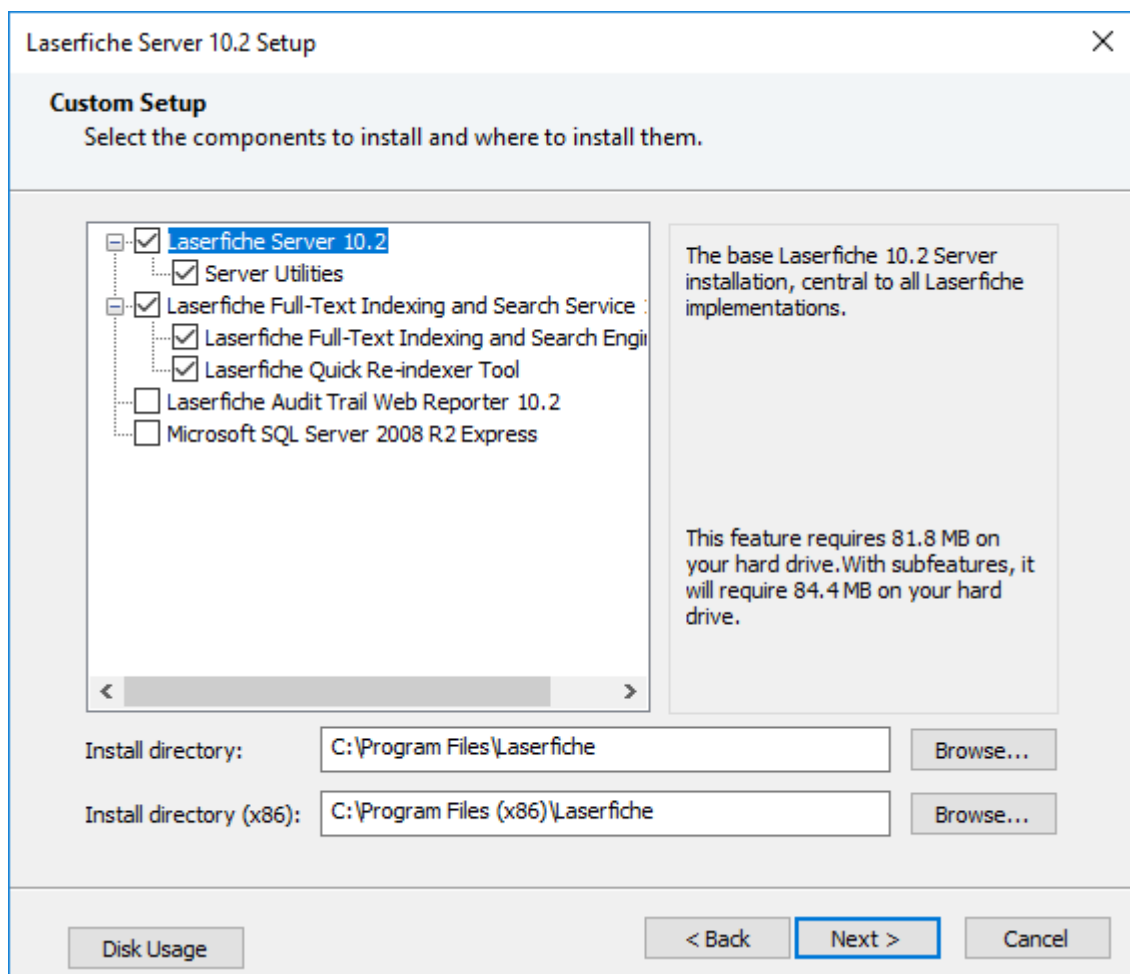 Laserfiche Server 10.2 Setup
Custom Setup
Select the components to install and where to install them.
Laserfiche Server 10.2
Server Utilities
Laserfiche Full-Text Indexing and Search Service
Laserfiche Full-Text Indexing and Search
Laserfiche Quick Re-indexer Tool
Laserfiche Audit Trail Web Reporter 10.2
Microsoft SQL Server 2008 R2 Express
The base Laserfiche 10.2 Server
installation, central to all Laserfiche
implementations.
This feature requires 81.8 MB on
your hard drive.With subfeatures, it
will require 84.4 MB on your hard
drive.
Install directory:
C:\Program Files\Laserfiche
Browse...
Install directory (x86):
C:\Program Files (x86)\Laserfiche
Browse...
Disk Usage
< Back
Next >
Cancel